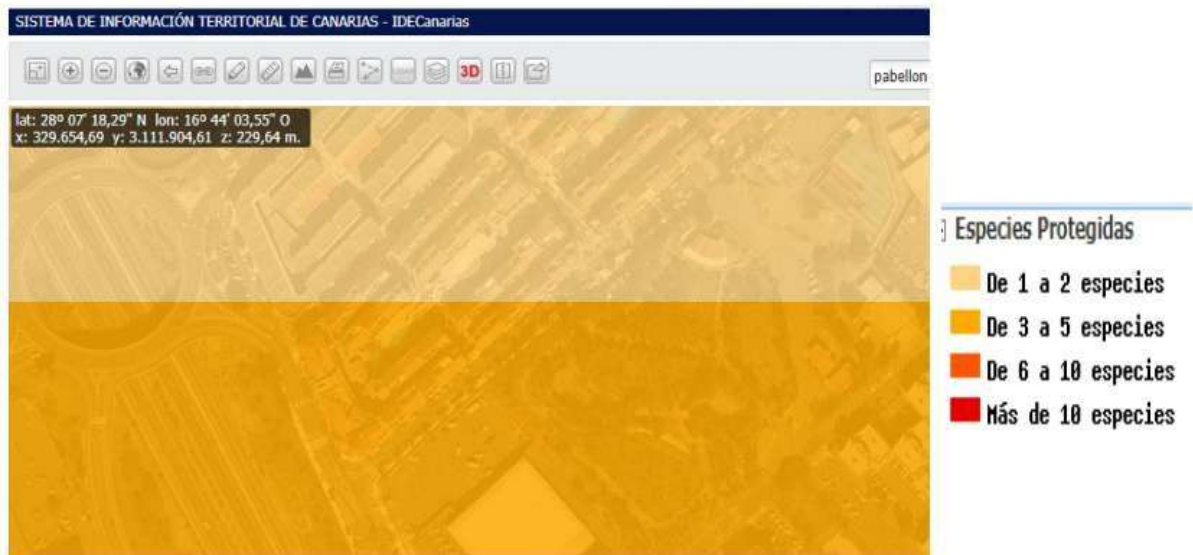 SISTEMA DE INFORMACIÓN TERRITORIAL DE CANARIAS - IDECanarias
3D
pabellon
lat: 28º 07' 18,29" N lon: 16º 44' 03,55" O
x: 329.654,69 y: 3.111.904,61 z: 229,64 m.
Especies Protegidas
De 1 a 2 especies
De 3 a 5 especies
De 6 a 10 especies
Más de 10 especies